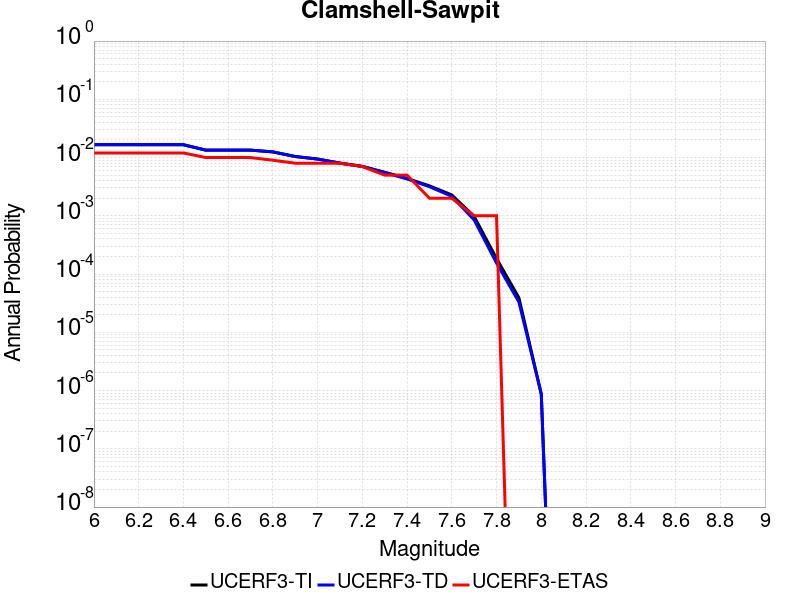 Clamshell-Sawpit
10^0
10^-1
10^-2
10^-3
10^-4
10^-5
10^-6
10^-7
10^-8
Annual Probability
6 6.2 6.4 6.6 6.8 7 7.2 7.4 7.6 7.8 8 8.2 8.4 8.6 8.8 9
Magnitude
UCERF3-TI UCERF3-TD UCERF3-ETAS